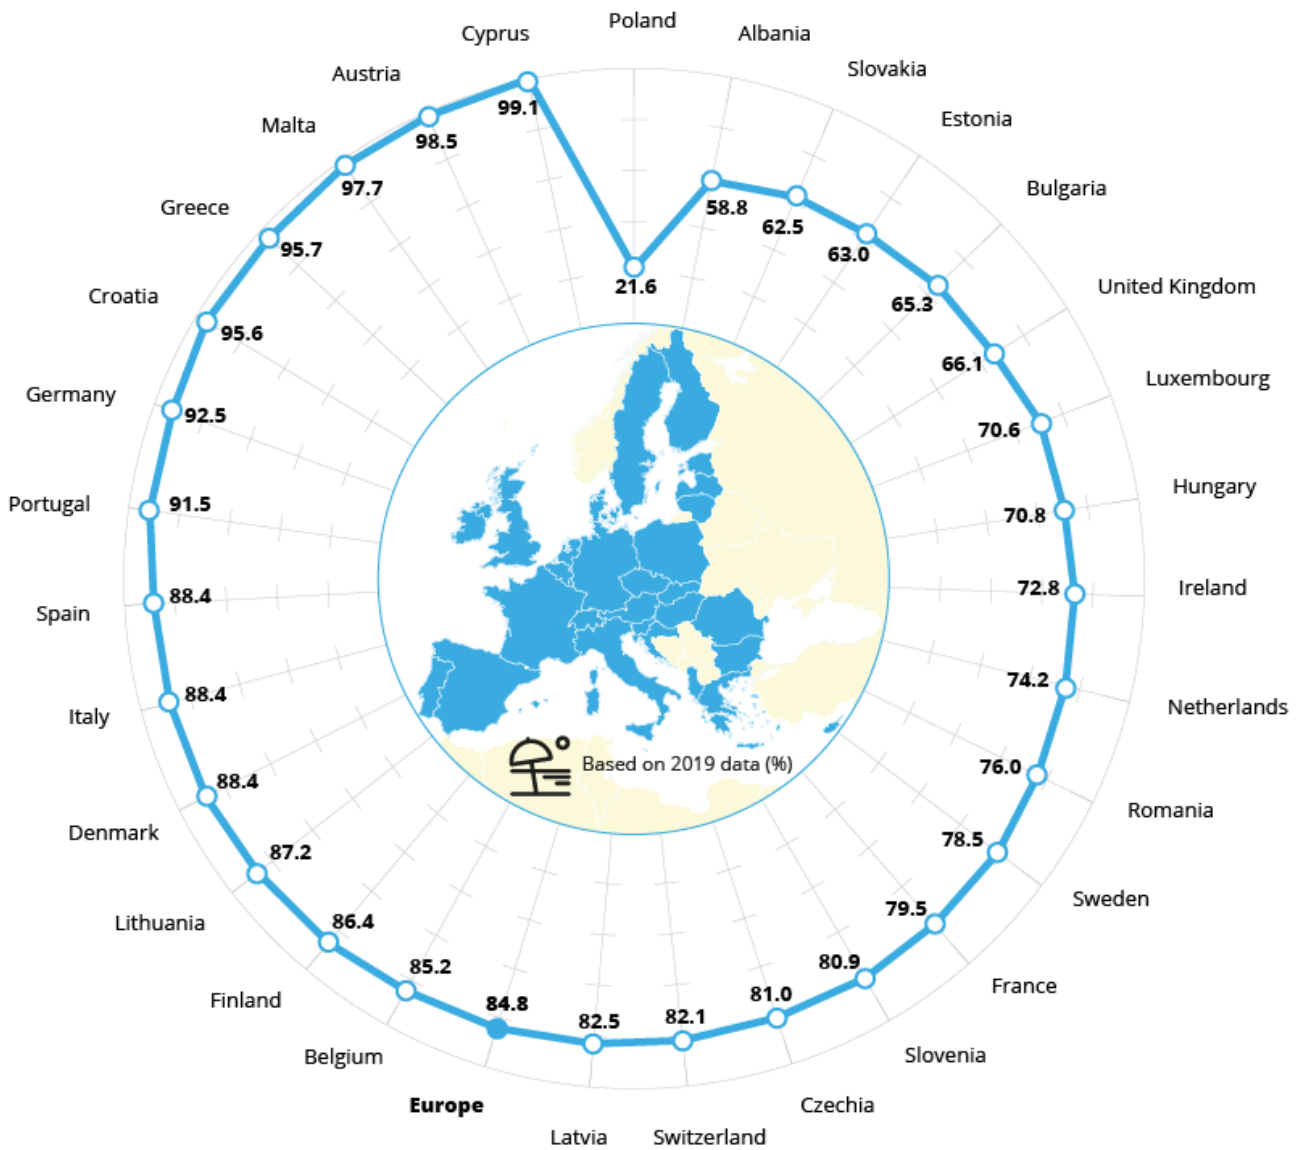 Poland
21.6
Albania
58.8
Slovakia
62.5
Estonia
63.0
Bulgaria
65.3
United Kingdom
66.1
Luxembourg
70.6
Hungary
70.8
Ireland
72.8
Netherlands
74.2
Romania
76.0
Sweden
78.5
France
79.5
Slovenia
80.9
Czechia
81.0
Switzerland
82.1
Latvia
82.5
Europe
84.8
Belgium
85.2
Finland
86.4
Lithuania
87.2
Denmark
88.4
Italy
88.4
Spain
88.4
Portugal
91.5
Germany
92.5
Croatia
95.6
Greece
95.7
Malta
97.7
Austria
98.5
Cyprus
99.1
Based on 2019 data (%)